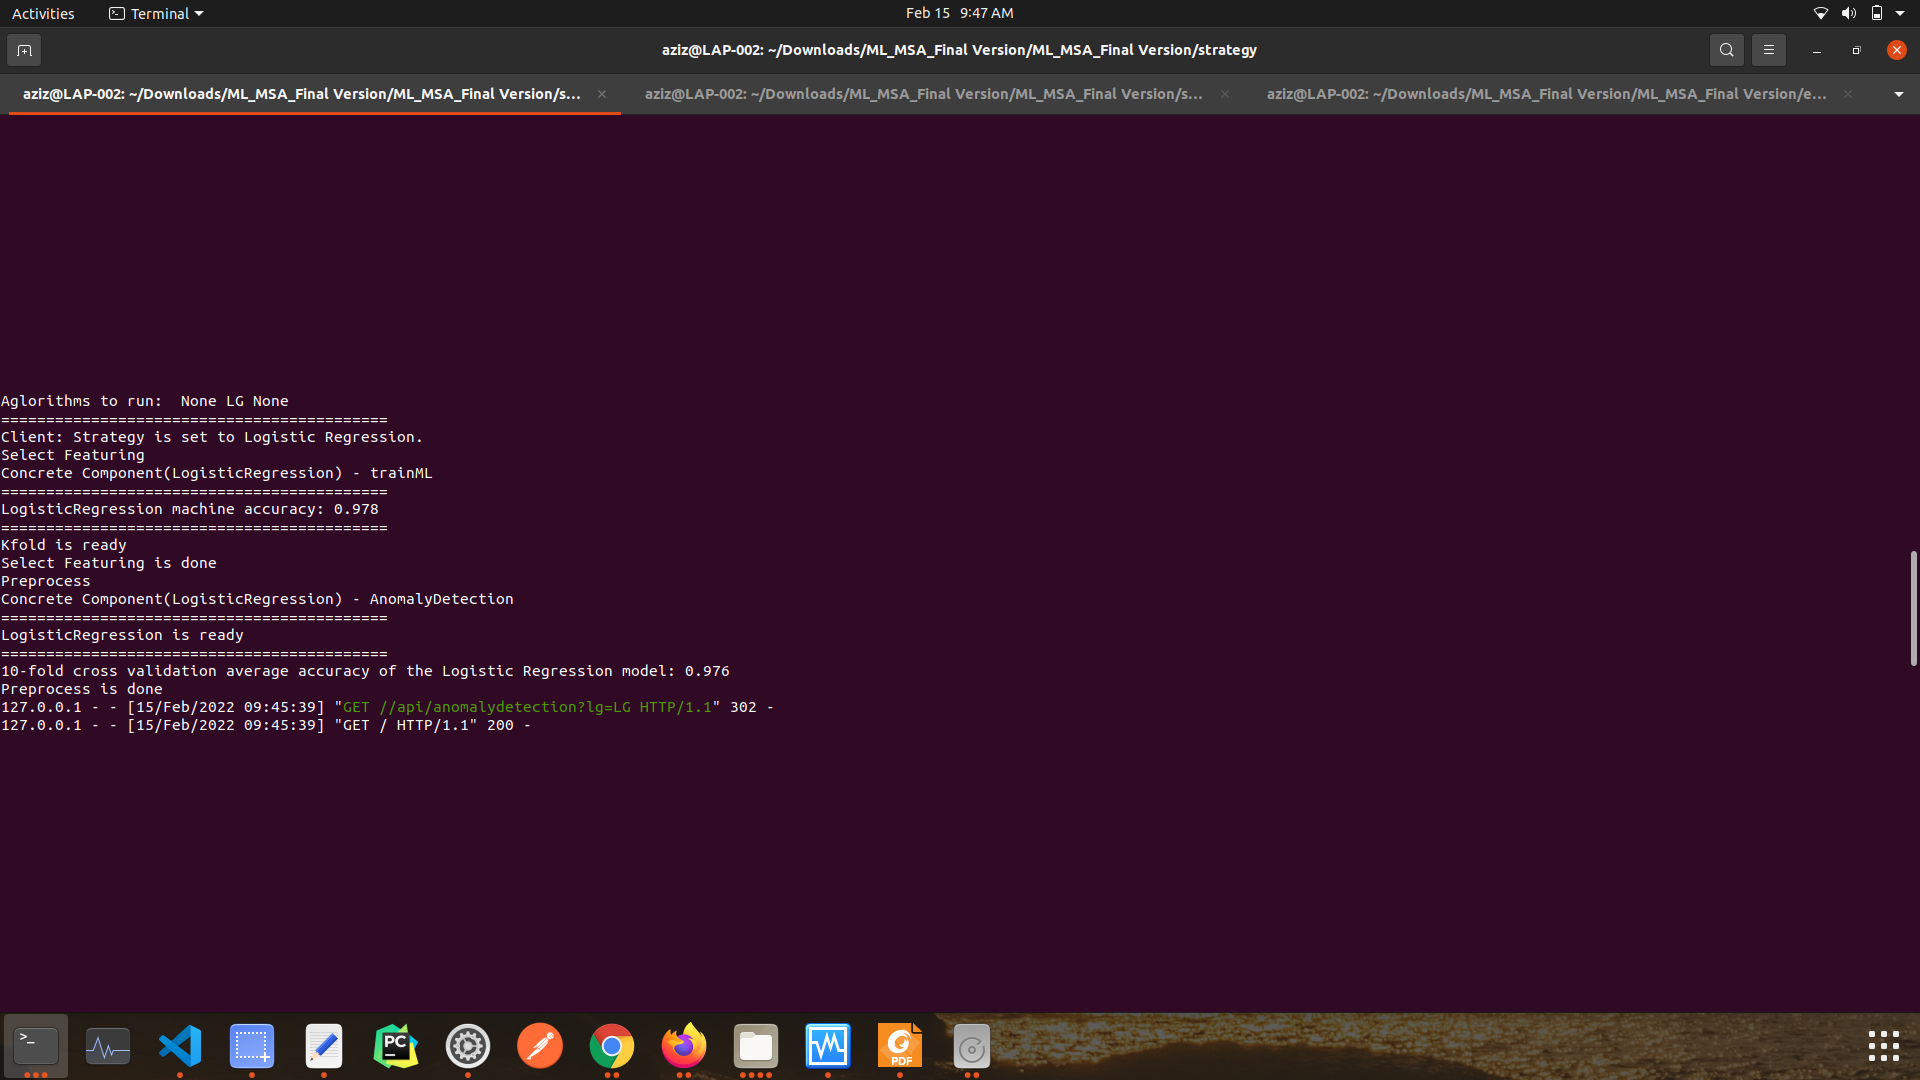 Activities
Terminal
Feb 15 9:47 AM
aziz@LAP-002: ~/Downloads/ML_MSA_Final Version/ML_MSA_Final Version/strategy
aziz@LAP-002: ~/Downloads/ML_MSA_Final Version/ML_MSA_Final Version/s...
aziz@LAP-002: ~/Downloads/ML_MSA_Final Version/ML_MSA_Final Version/s...
aziz@LAP-002: ~/Downloads/ML_MSA_Final Version/ML_MSA_Final Version/e...
Aglorithms to run:  None LG None
===========================================
Client: Strategy is set to Logistic Regression.
Select Featuring
Concrete Component(LogisticRegression) - trainML
===========================================
LogisticRegression machine accuracy: 0.978
===========================================
Kfold is ready
Select Featuring is done
Preprocess
Concrete Component(LogisticRegression) - AnomalyDetection
===========================================
LogisticRegression is ready
===========================================
10-fold cross validation average accuracy of the Logistic Regression model: 0.976
Preprocess is done
127.0.0.1 - - [15/Feb/2022 09:45:39] "GET //api/anomalydetection?lg=LG HTTP/1.1" 302 -
127.0.0.1 - - [15/Feb/2022 09:45:39] "GET / HTTP/1.1" 200 -
>_
PC
PDF